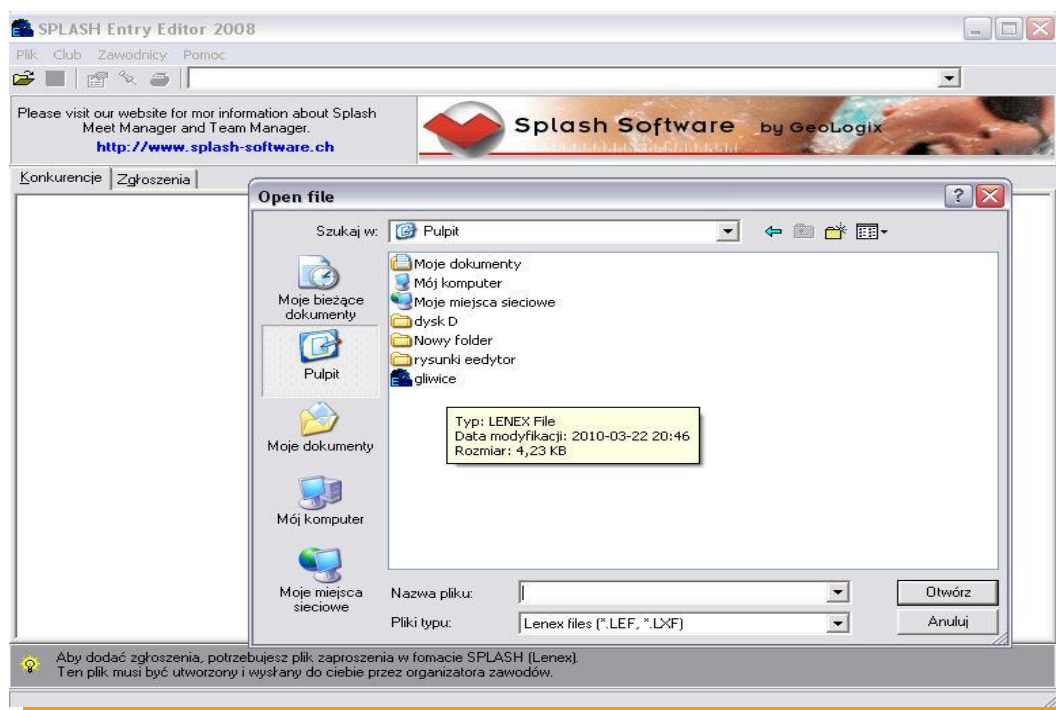 SPLASH Entry Editor 2008
Plik Club Zawodnicy Pomoc
Please visit our website for mor information about Splash
Meet Manager and Team Manager.
http://www.splash-software.ch
Splash Software by GeoLogix
Konkurencje Zgłoszenia
Open file
Szukaj w: Pulpit
Moje bieżące
dokumenty
Pulpit
Moje dokumenty
Mój komputer
Moje miejsca
sieciowe
Moje dokumenty
Mój komputer
Moje miejsca sieciowe
dysk D
Nowy folder
rysunki eedytor
gliwice
Typ: LENEX File
Data modyfikacji: 2010-03-22 20:46
Rozmiar: 4,23 KB
Nazwa pliku: Otwórz
Pliki typu: Lenex files (*.LEF, *.LXF) Anuluj
Aby dodać zgłoszenia, potrzebujesz plik zaproszenia w fomacie SPLASH (Lenex).
Ten plik musi być utworzony i wysłany do ciebie przez organizatora zawodów.